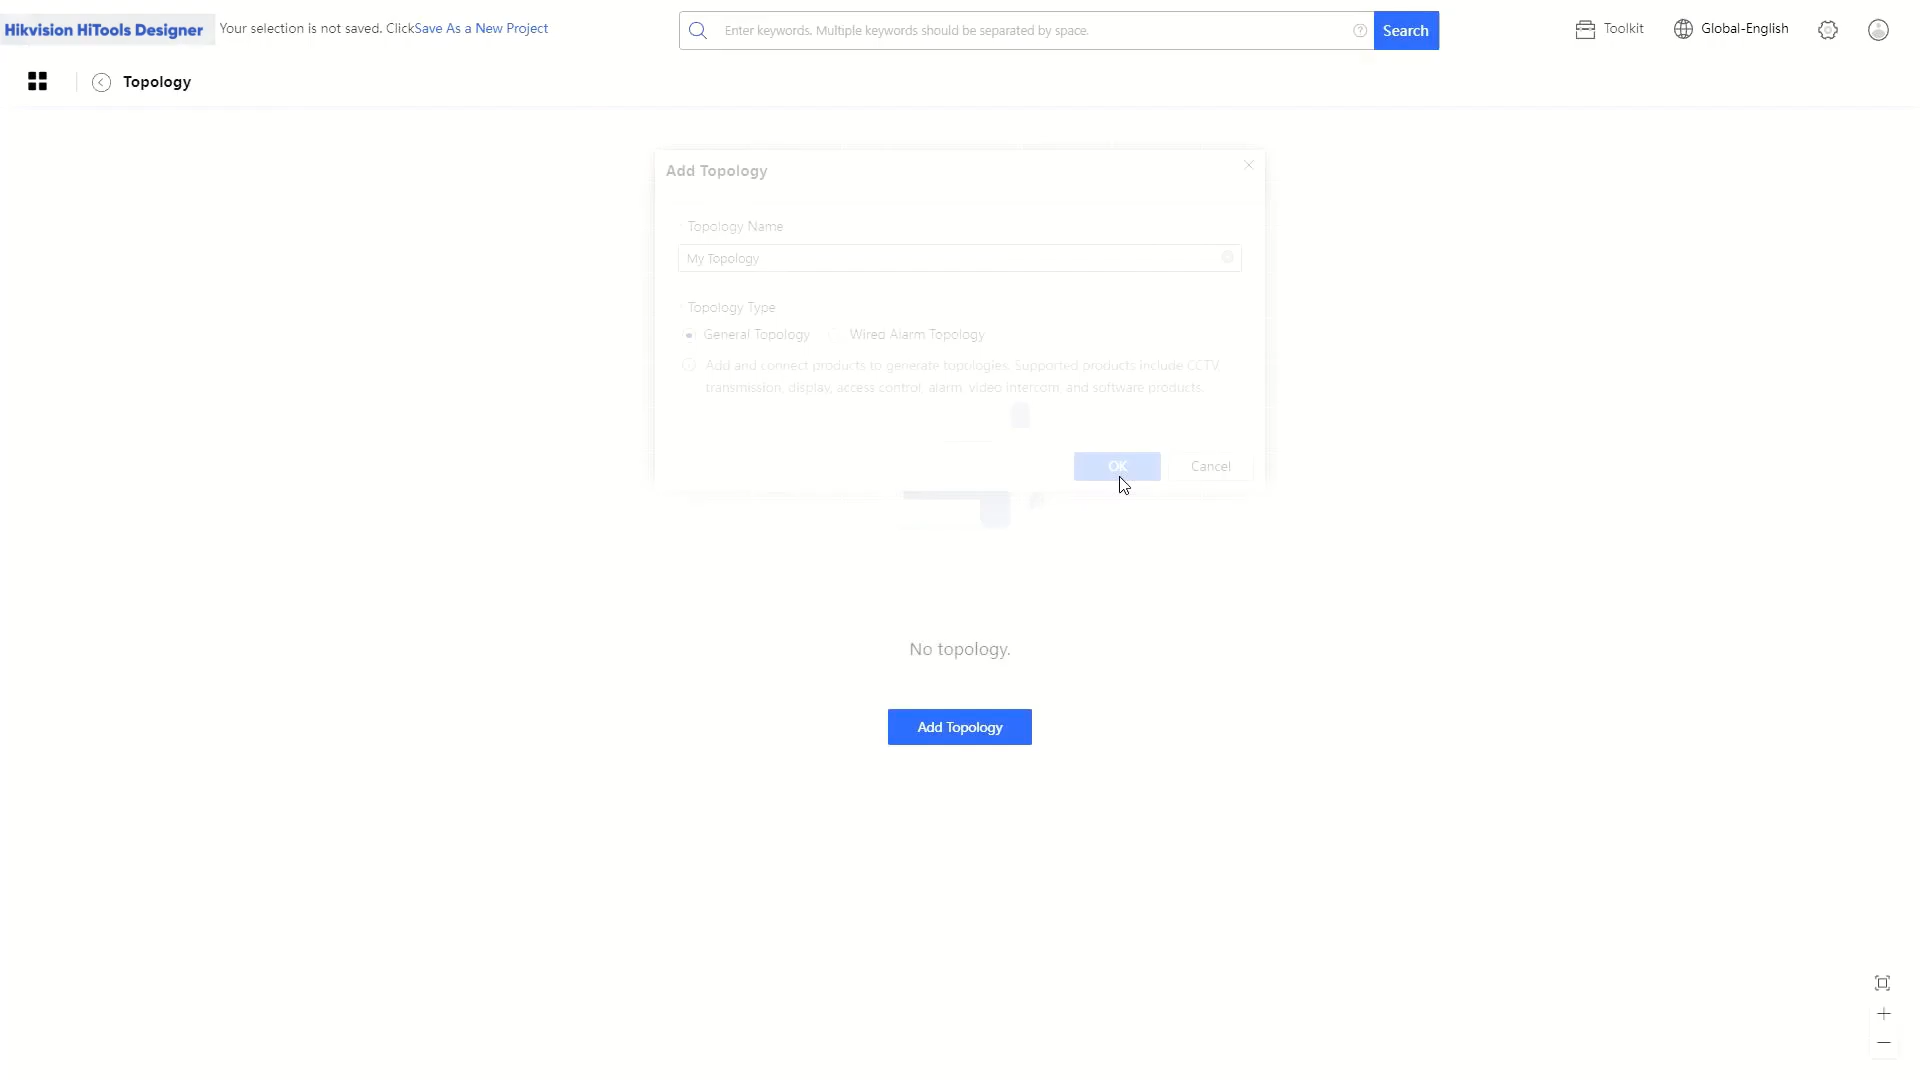 Hikvision HiTools Designer
Your selection is not saved. ClickSave As a New Project
Enter keywords. Multiple keywords should be separated by space.
Search
Toolkit
Global-English
Topology
Add Topology
Topology Name
My Topology
Topology Type
General Topology
Wired Alarm Topology
Add and connect products to generate topologies. Supported products include CCTV,
transmission, display, access control, alarm, video intercom, and software products.
OK
Cancel
No topology.
Add Topology